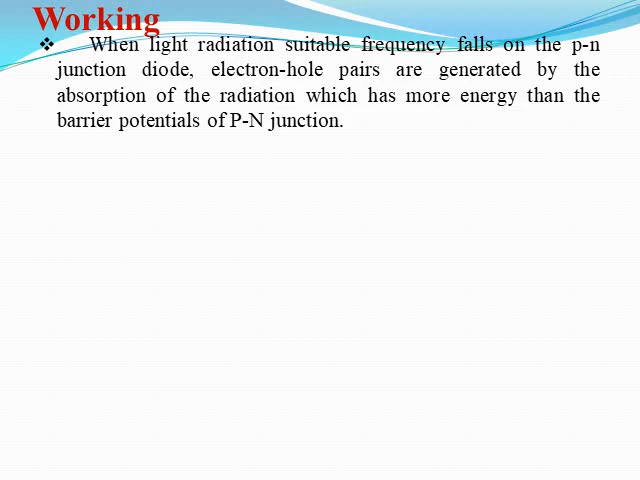 Working
❖ When light radiation suitable frequency falls on the p-n
junction diode, electron-hole pairs are generated by the
absorption of the radiation which has more energy than the
barrier potentials of P-N junction.